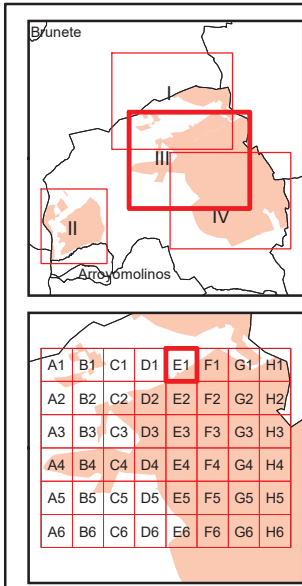 Brunete
I
III
IV
II
Arroyomolinos
A1 B1 C1 D1 E1 F1 G1 H1
A2 B2 C2 D2 E2 F2 G2 H2
A3 B3 C3 D3 E3 F3 G3 H3
A4 B4 C4 D4 E4 F4 G4 H4
A5 B5 C5 D5 E5 F5 G5 H5
A6 B6 C6 D6 E6 F6 G6 H6